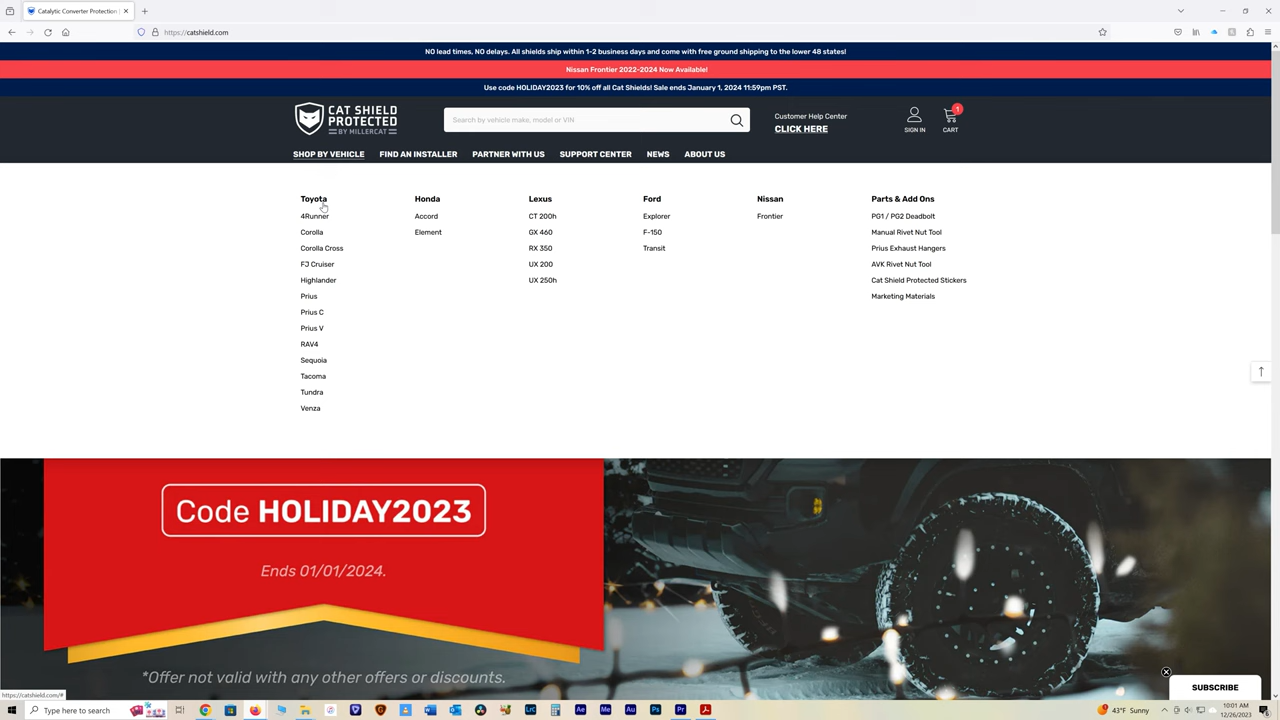 Catalytic Converter Protection |
https://catshield.com
NO lead times, NO delays. All shields ship within 1-2 business days and come with free ground shipping to the lower 48 states!
Nissan Frontier 2022-2024 Now Available!
Use code HOLIDAY2023 for 10% off all Cat Shields! Sale ends January 1, 2024 11:59pm PST.
CAT SHIELD
PROTECTED
BY MILLERCAT
Search by vehicle make, model or VIN
Customer Help Center
CLICK HERE
SIGN IN
1
CART
SHOP BY VEHICLE FIND AN INSTALLER PARTNER WITH US SUPPORT CENTER NEWS ABOUT US
Toyota
4Runner
Corolla
Corolla Cross
FJ Cruiser
Highlander
Prius
Prius C
Prius V
RAV4
Sequoia
Tacoma
Tundra
Venza
Honda
Accord
Element
Lexus
CT 200h
GX 460
RX 350
UX 200
UX 250h
Ford
Explorer
F-150
Transit
Nissan
Frontier
Parts & Add Ons
PG1 / PG2 Deadbolt
Manual Rivet Nut Tool
Prius Exhaust Hangers
AVK Rivet Nut Tool
Cat Shield Protected Stickers
Marketing Materials
Code HOLIDAY2023
Ends 01/01/2024.
*Offer not valid with any other offers or discounts.
SUBSCRIBE
https://catshield.com/#
Type here to search
Lrc
Ae
Me
Au
Ps
Pr
43°F Sunny
10:01 AM
12/26/2023